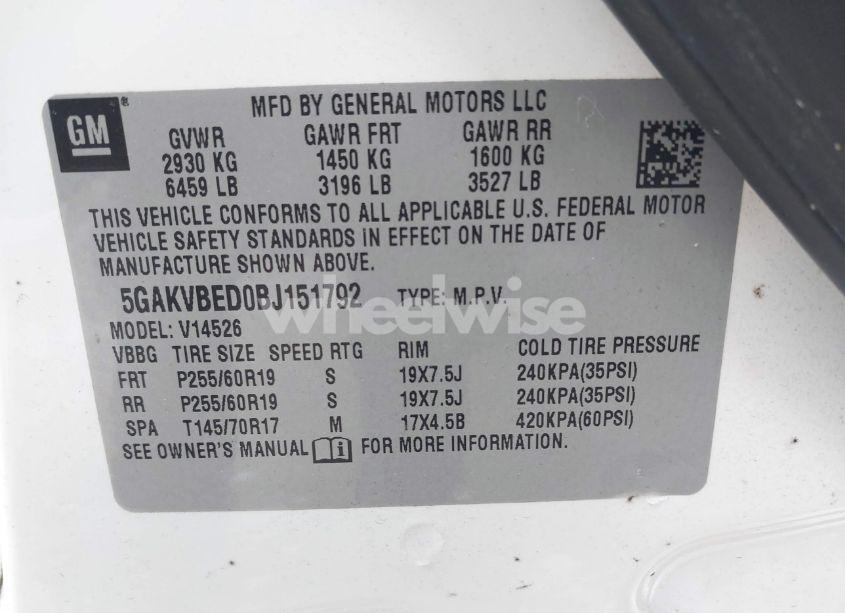 GM® MFD BY GENERAL MOTORS LLC
GVWR GAWR FRT GAWR RR
2930 KG 1450 KG 1600 KG
6459 LB 3196 LB 3527 LB
THIS VEHICLE CONFORMS TO ALL APPLICABLE U.S. FEDERAL MOTOR
VEHICLE SAFETY STANDARDS IN EFFECT ON THE DATE OF
MANUFACTURE SHOWN ABOVE.
5GAKVBED0BJ151792 TYPE: M.P.V.
wheelwise
MODEL: V14526
VBBG TIRE SIZE SPEED RTG RIM COLD TIRE PRESSURE
FRT P255/60R19 S 19X7.5J 240KPA(35PSI)
RR P255/60R19 S 19X7.5J 240KPA(35PSI)
SPA T145/70R17 M 17X4.5B 420KPA(60PSI)
SEE OWNER'S MANUAL i FOR MORE INFORMATION.